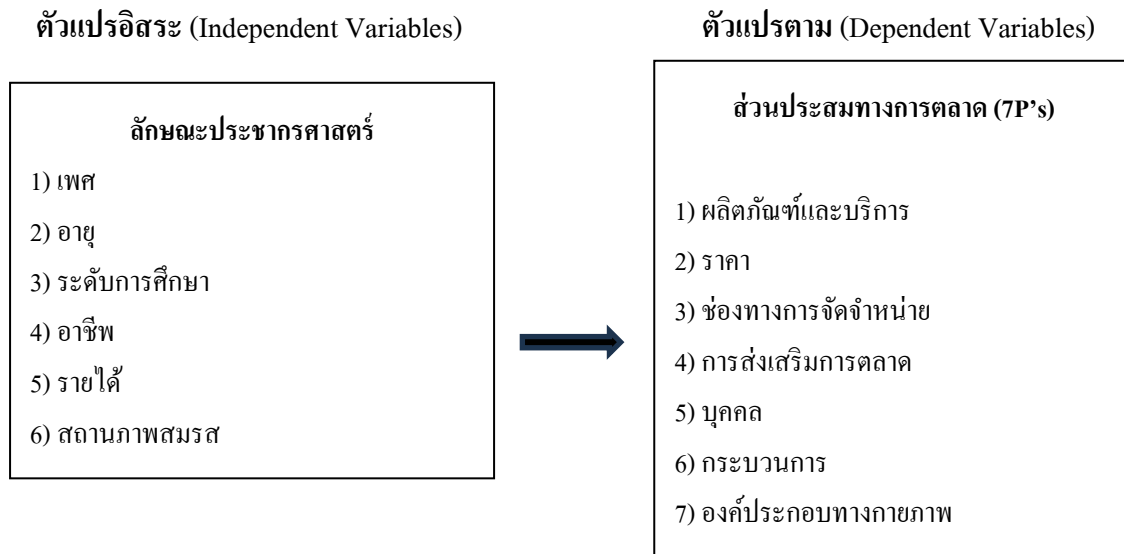 ตัวแปรอิสระ (Independent Variables)
ลักษณะประชากรศาสตร์
1) เพศ
2) อายุ
3) ระดับการศึกษา
4) อาชีพ
5) รายได้
6) สถานภาพสมรส
ตัวแปรตาม (Dependent Variables)
ส่วนประสมทางการตลาด (7P’s)
1) ผลิตภัณฑ์และบริการ
2) ราคา
3) ช่องทางการจัดจำหน่าย
4) การส่งเสริมการตลาด
5) บุคคล
6) กระบวนการ
7) องค์ประกอบทางกายภาพ